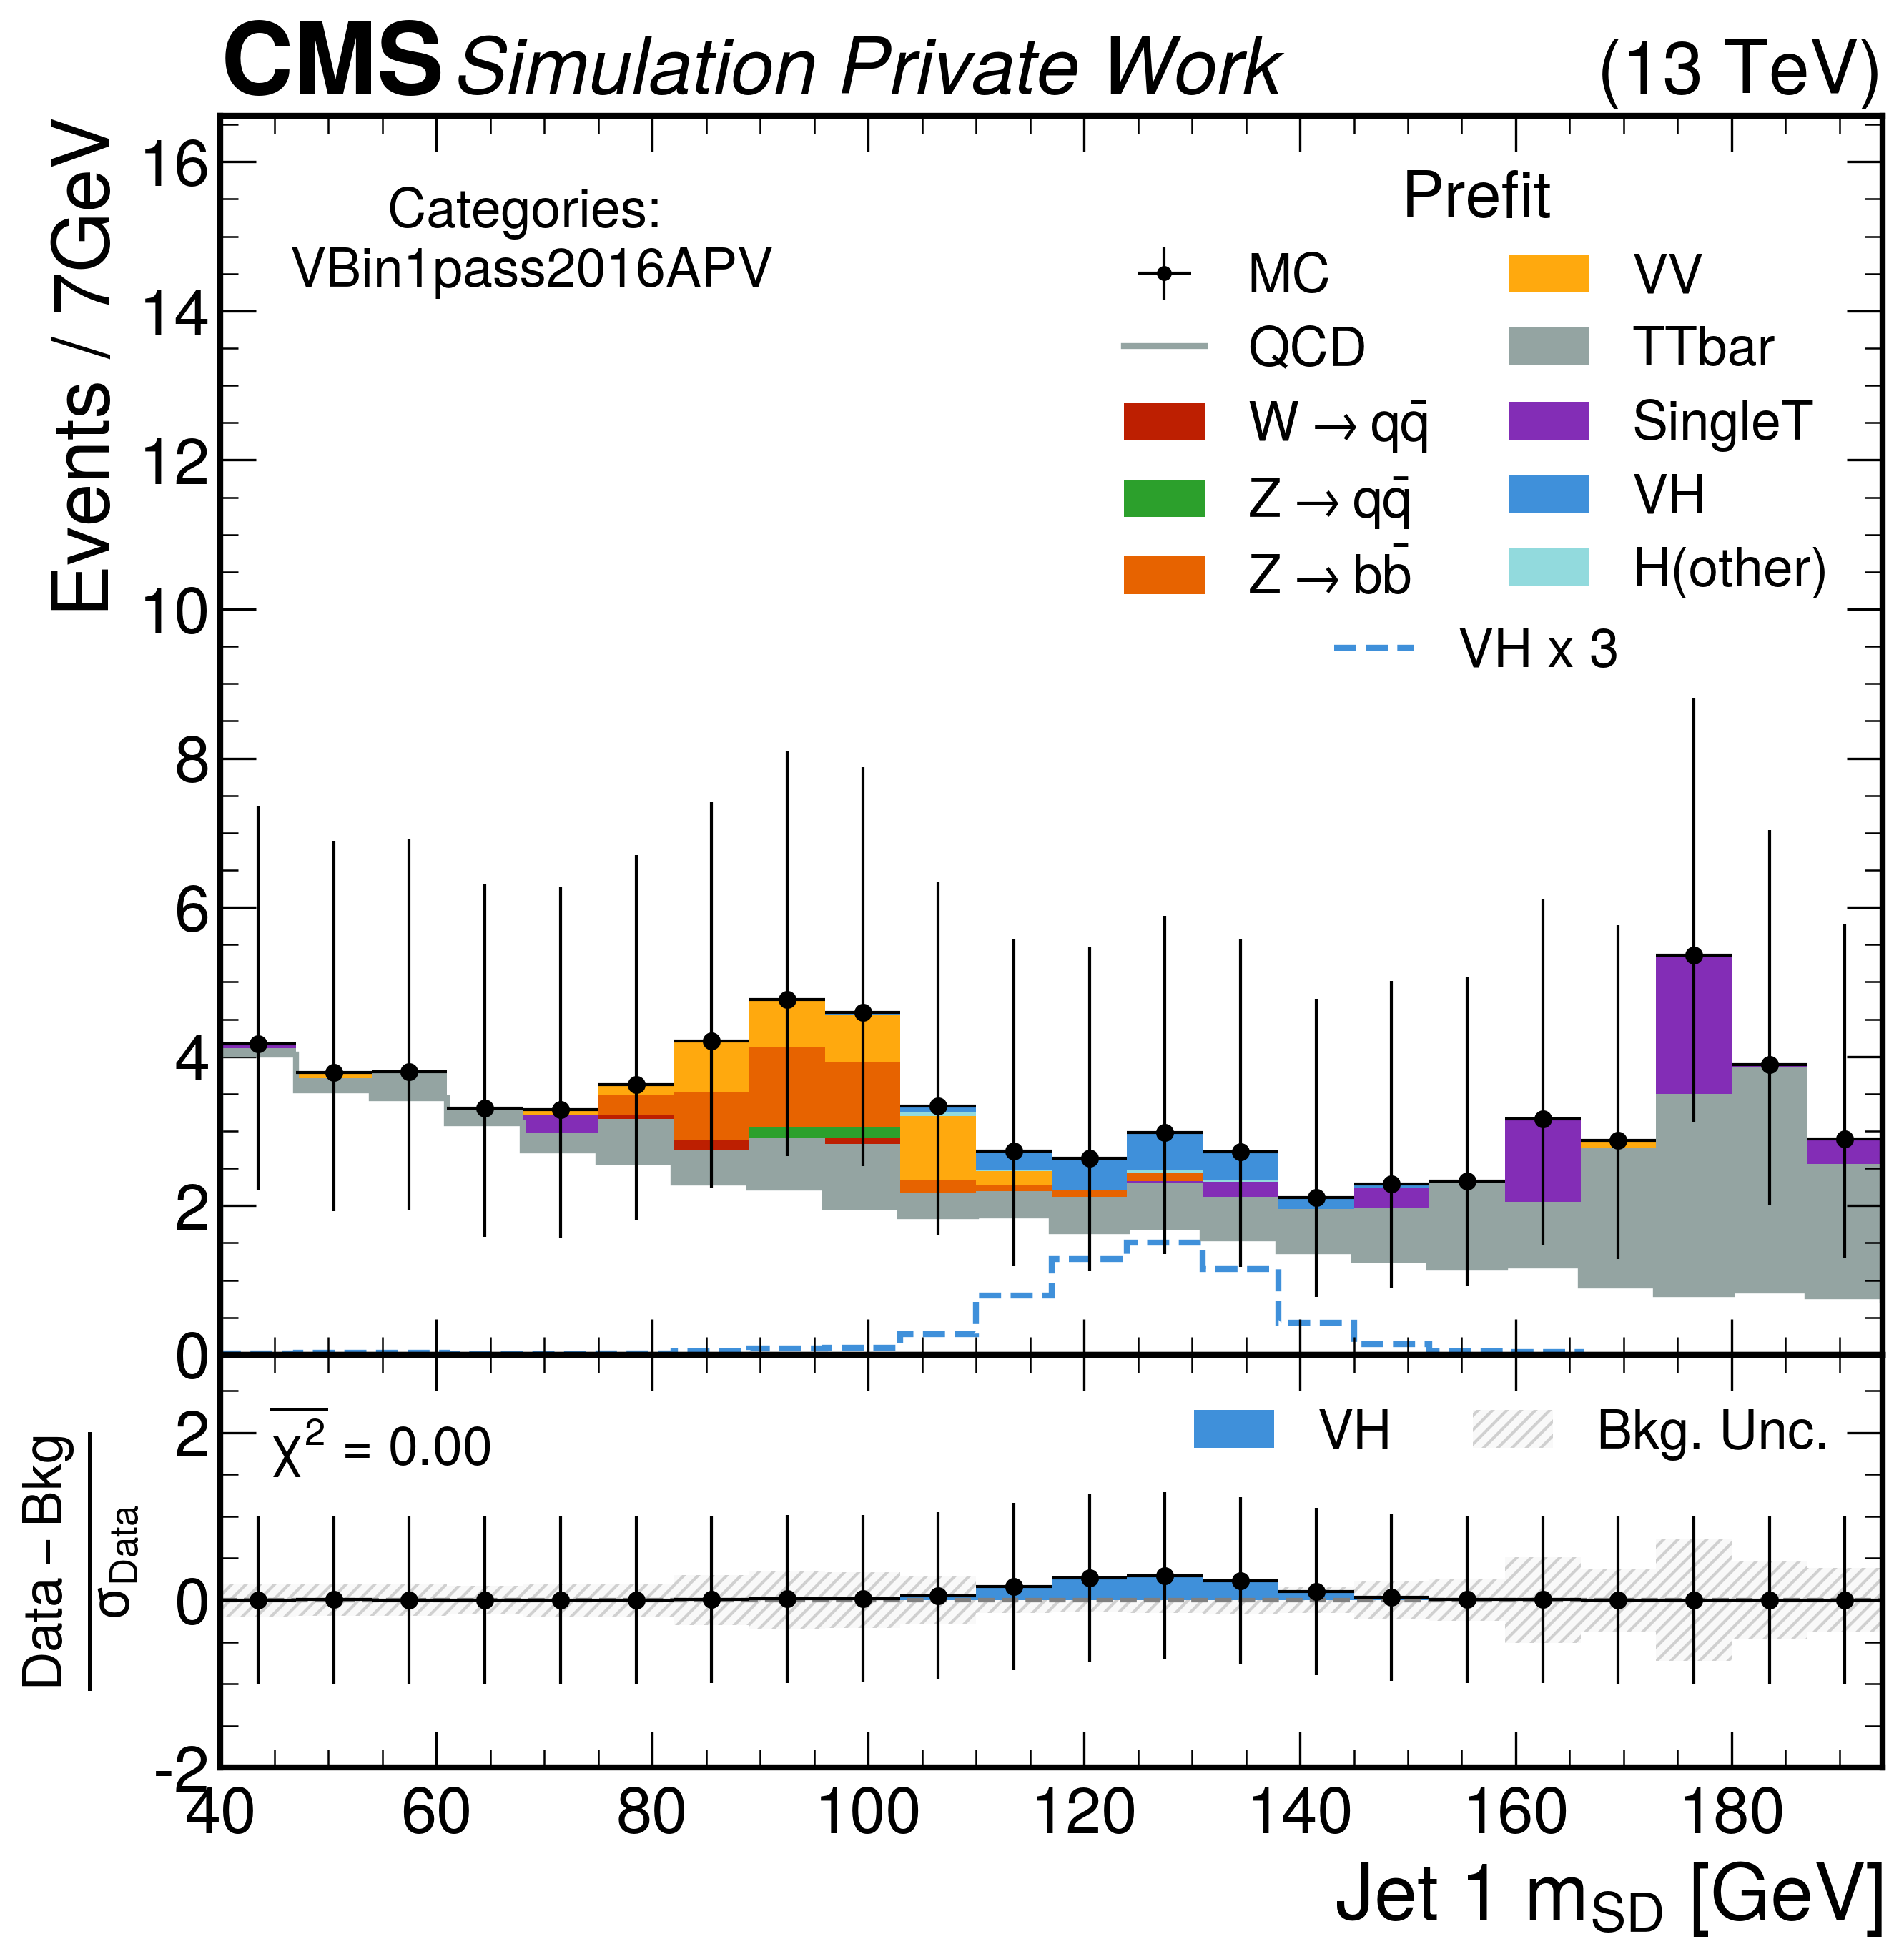 CMS Simulation Private Work (13 TeV)
Events / 7GeV
16
14
12
10
8
6
4
2
0
Categories:
VBin1pass2016APV
Prefit
MC
QCD
W → qq̄
Z → qq̄
Z → bb̄
VV
TTbar
SingleT
VH
H(other)
VH x 3
Data – Bkg
σData
2
0
-2
χ² = 0.00
VH
Bkg. Unc.
40 60 80 100 120 140 160 180
Jet 1 mSD [GeV]